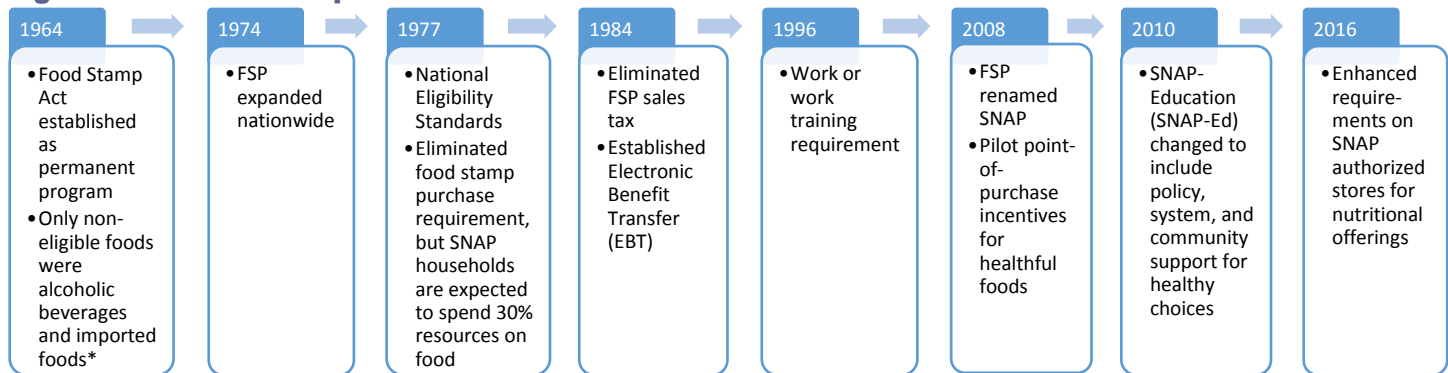 1964
•Food Stamp
Act
established
as
permanent
program
•Only non-
eligible foods
were
alcoholic
beverages
and imported
foods*
1974
•FSP
expanded
nationwide
1977
•National
Eligibility
Standards
•Eliminated
food stamp
purchase
requirement,
but SNAP
households
are expected
to spend 30%
resources on
food
1984
•Eliminated
FSP sales
tax
•Established
Electronic
Benefit
Transfer
(EBT)
1996
•Work or
work
training
requirement
2008
•FSP
renamed
SNAP
•Pilot point-
of-
purchase
incentives
for
healthful
foods
2010
•SNAP-
Education
(SNAP-Ed)
changed to
include
policy,
system, and
community
support for
healthy
choices
2016
•Enhanced
require-
ments on
SNAP
authorized
stores for
nutritional
offerings